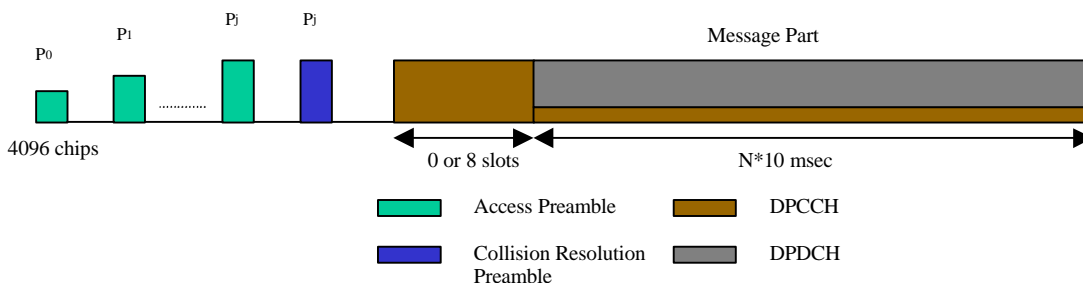 P0
P1
Pj
Pj
Message Part
4096 chips
0 or 8 slots
N*10 msec
Access Preamble
DPCCH
Collision Resolution
Preamble
DPDCH